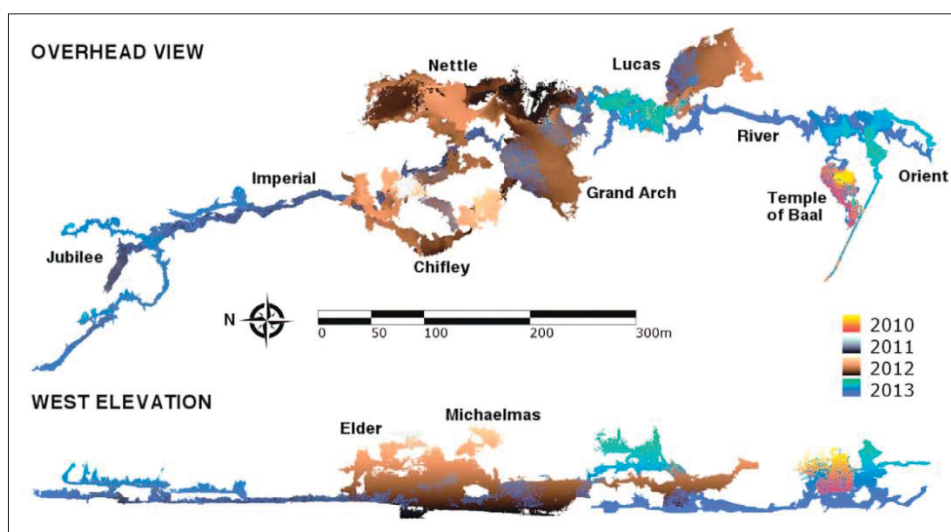 OVERHEAD VIEW
Nettle
Lucas
River
Imperial
Orient
Grand Arch
Temple
of Baal
Jubilee
Chifley
N
0 50 100 200 300m
2010
2011
2012
2013
WEST ELEVATION
Michaelmas
Elder